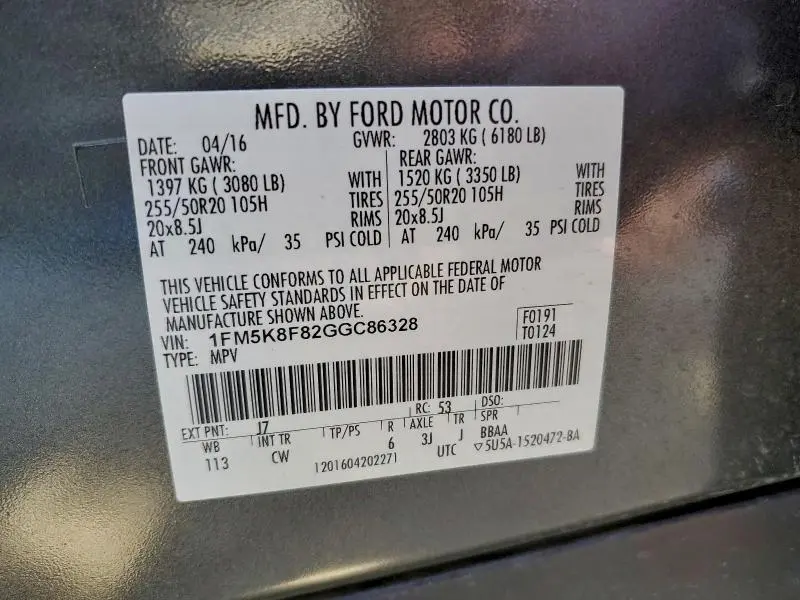 MFD. BY FORD MOTOR CO.
DATE: 04/16 GVWR: 2803 KG ( 6180 LB)
FRONT GAWR: REAR GAWR:
1397 KG ( 3080 LB) WITH 1520 KG ( 3350 LB) WITH
255/50R20 105H TIRES 255/50R20 105H TIRES
20x8.5J RIMS 20x8.5J RIMS
AT 240 kPa/ 35 PSI COLD AT 240 kPa/ 35 PSI COLD
THIS VEHICLE CONFORMS TO ALL APPLICABLE FEDERAL MOTOR
VEHICLE SAFETY STANDARDS IN EFFECT ON THE DATE OF
MANUFACTURE SHOWN ABOVE.
VIN: 1FM5K8F82GGC86328 F0191
TYPE: MPV T0124
EXT PNT: J7 RC: 53 DSO:
WB INT TR TP/PS R AXLE TR SPR
113 CW 6 3J J BBAA
1201604202271 UTC ▽5U5A-1520472-BA